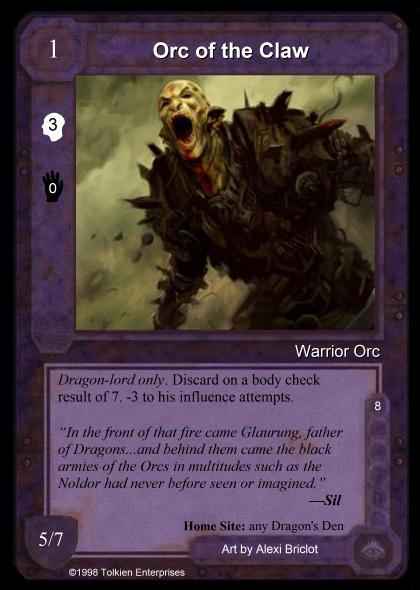 1
Orc of the Claw
3
0
Warrior Orc
Dragon-lord only. Discard on a body check
result of 7. -3 to his influence attempts.
8
“In the front of that fire came Glaurung, father
of Dragons...and behind them came the black
armies of the Orcs in multitudes such as the
Noldor had never before seen or imagined.”
—Sil
Home Site: any Dragon's Den
5/7
Art by Alexi Briclot
©1998 Tolkien Enterprises